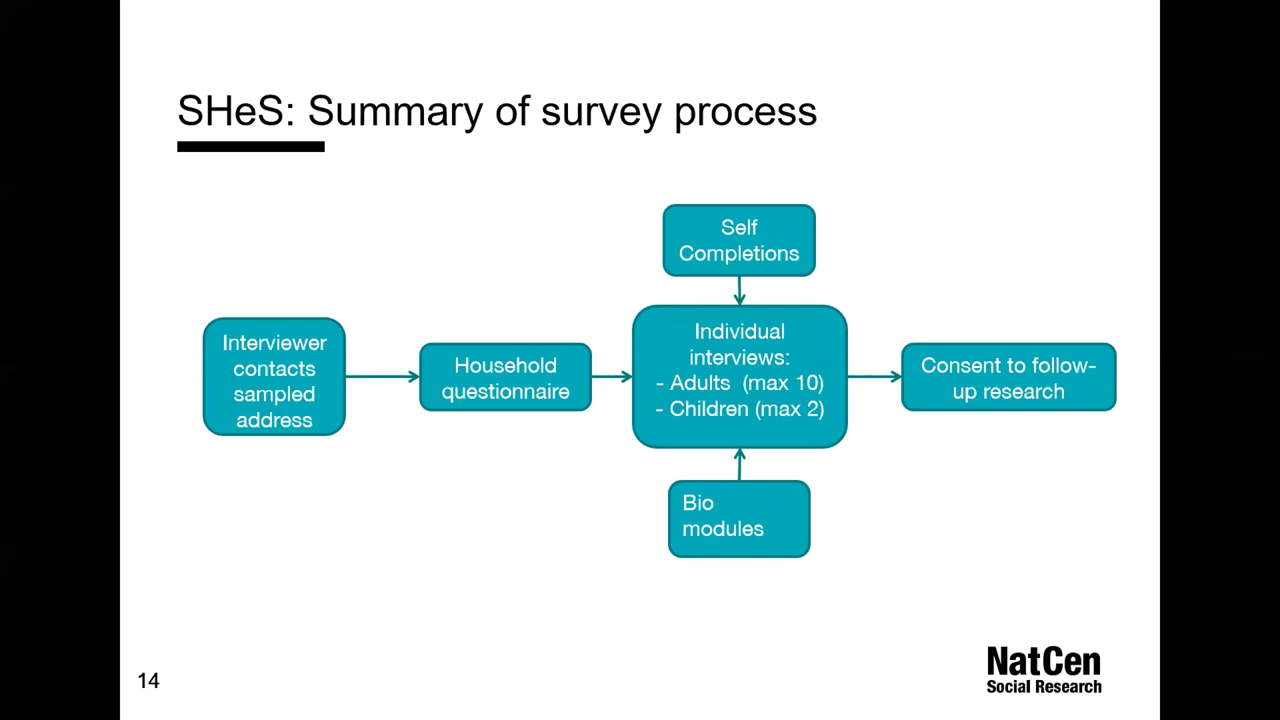 SHeS: Summary of survey process
Self
Completions
Interviewer
contacts
sampled
address
Household
questionnaire
Individual
interviews:
- Adults  (max 10)
- Children (max 2)
Consent to follow-
up research
Bio
modules
14
NatCen
Social Research